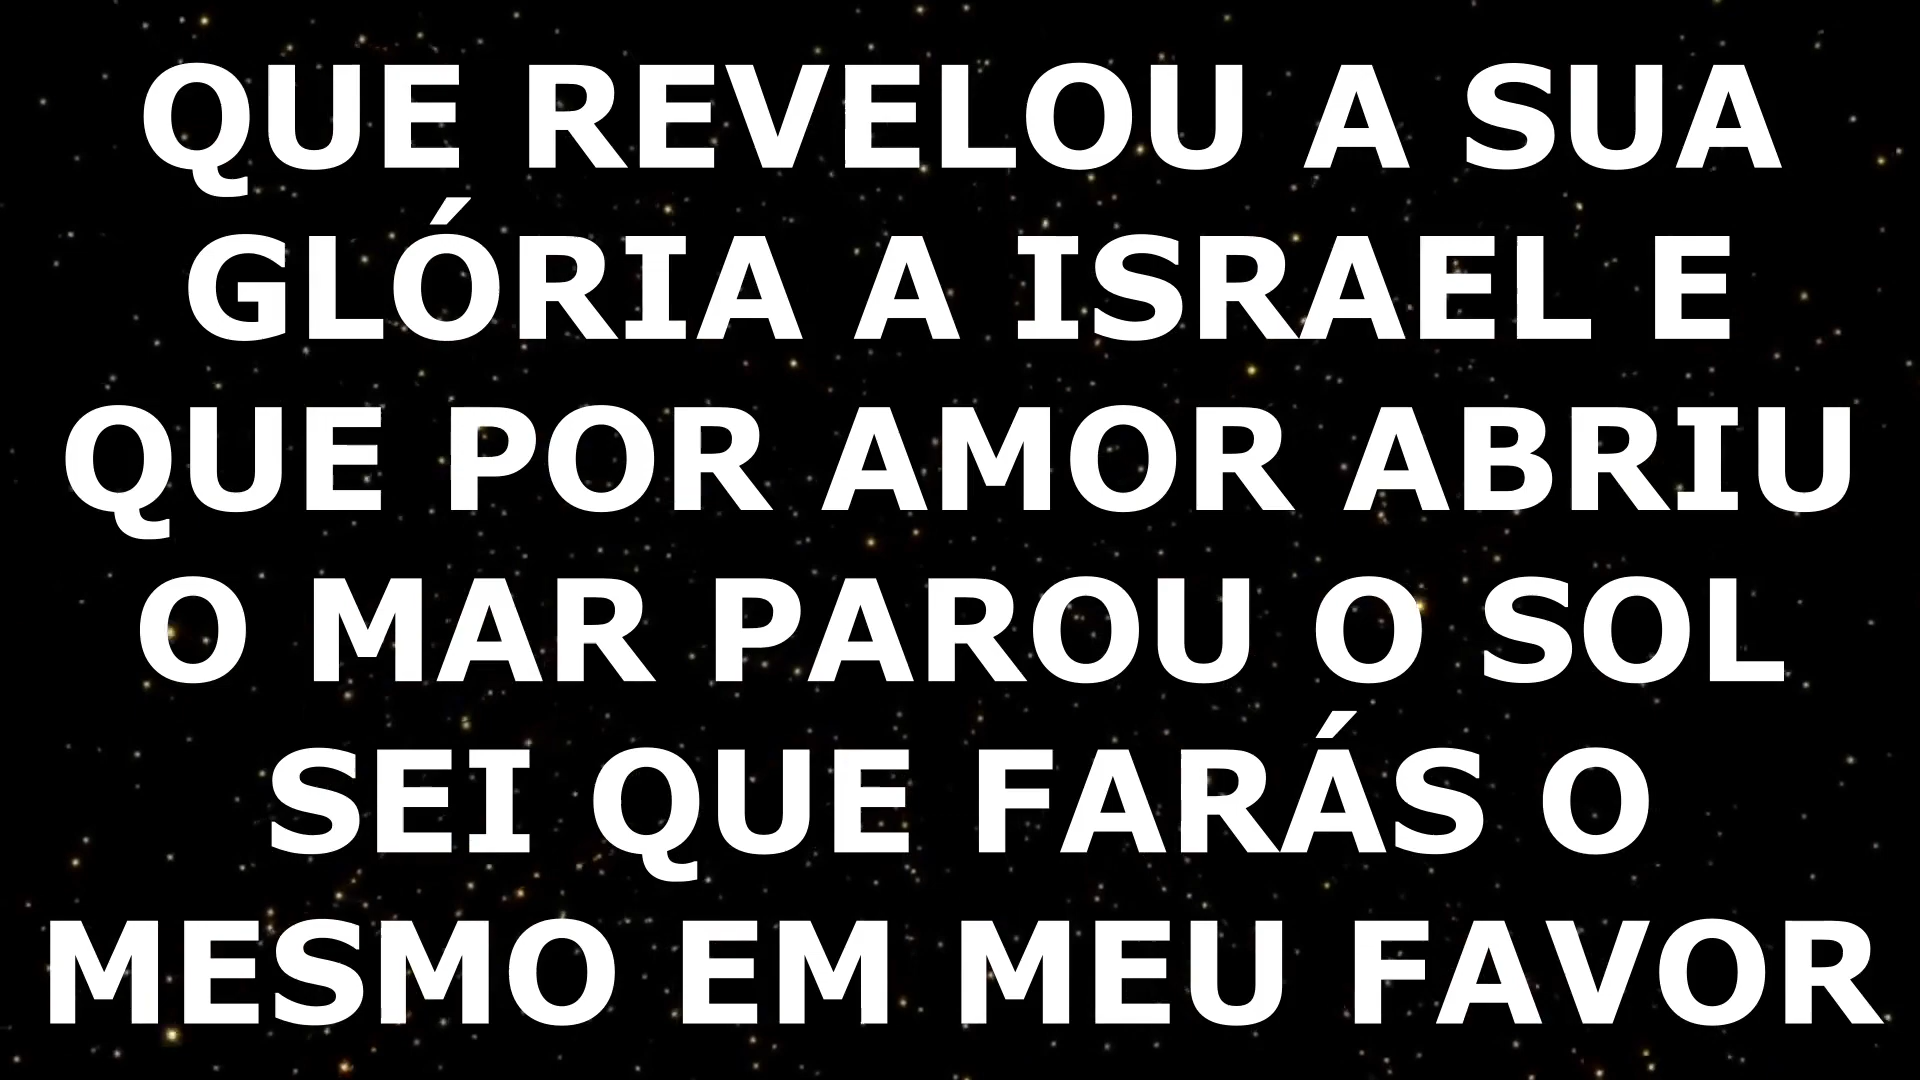 QUE REVELOU A SUA
GLÓRIA A ISRAEL E
QUE POR AMOR ABRIU
O MAR PAROU O SOL
SEI QUE FARÁS O
MESMO EM MEU FAVOR